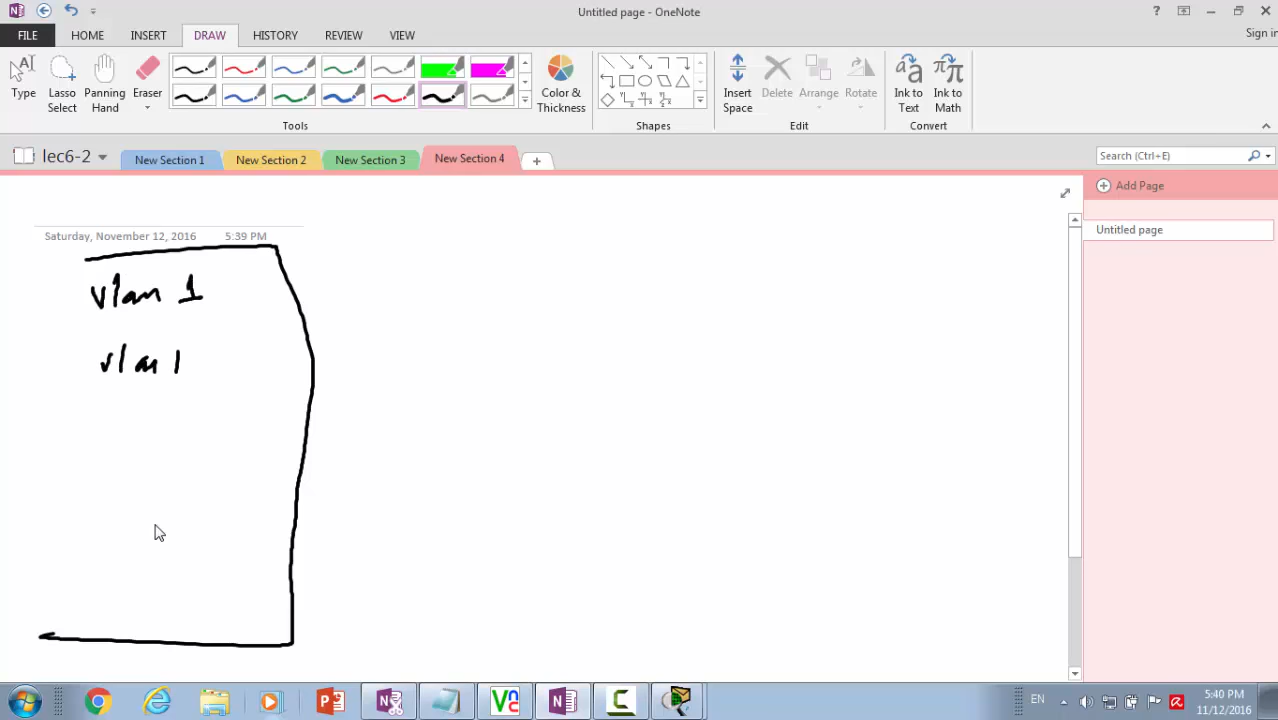 Untitled page - OneNote
? Sign in
FILE HOME INSERT DRAW HISTORY REVIEW VIEW
Type Lasso Select Panning Hand Eraser Color & Thickness Insert Space Delete Arrange Rotate Ink to Text Ink to Math
Tools Shapes Edit Convert
lec6-2 New Section 1 New Section 2 New Section 3 New Section 4 + Search (Ctrl+E)
Add Page
Untitled page
Saturday, November 12, 2016 5:39 PM
vlan 1
vlan 1
EN 5:40 PM
11/12/2016